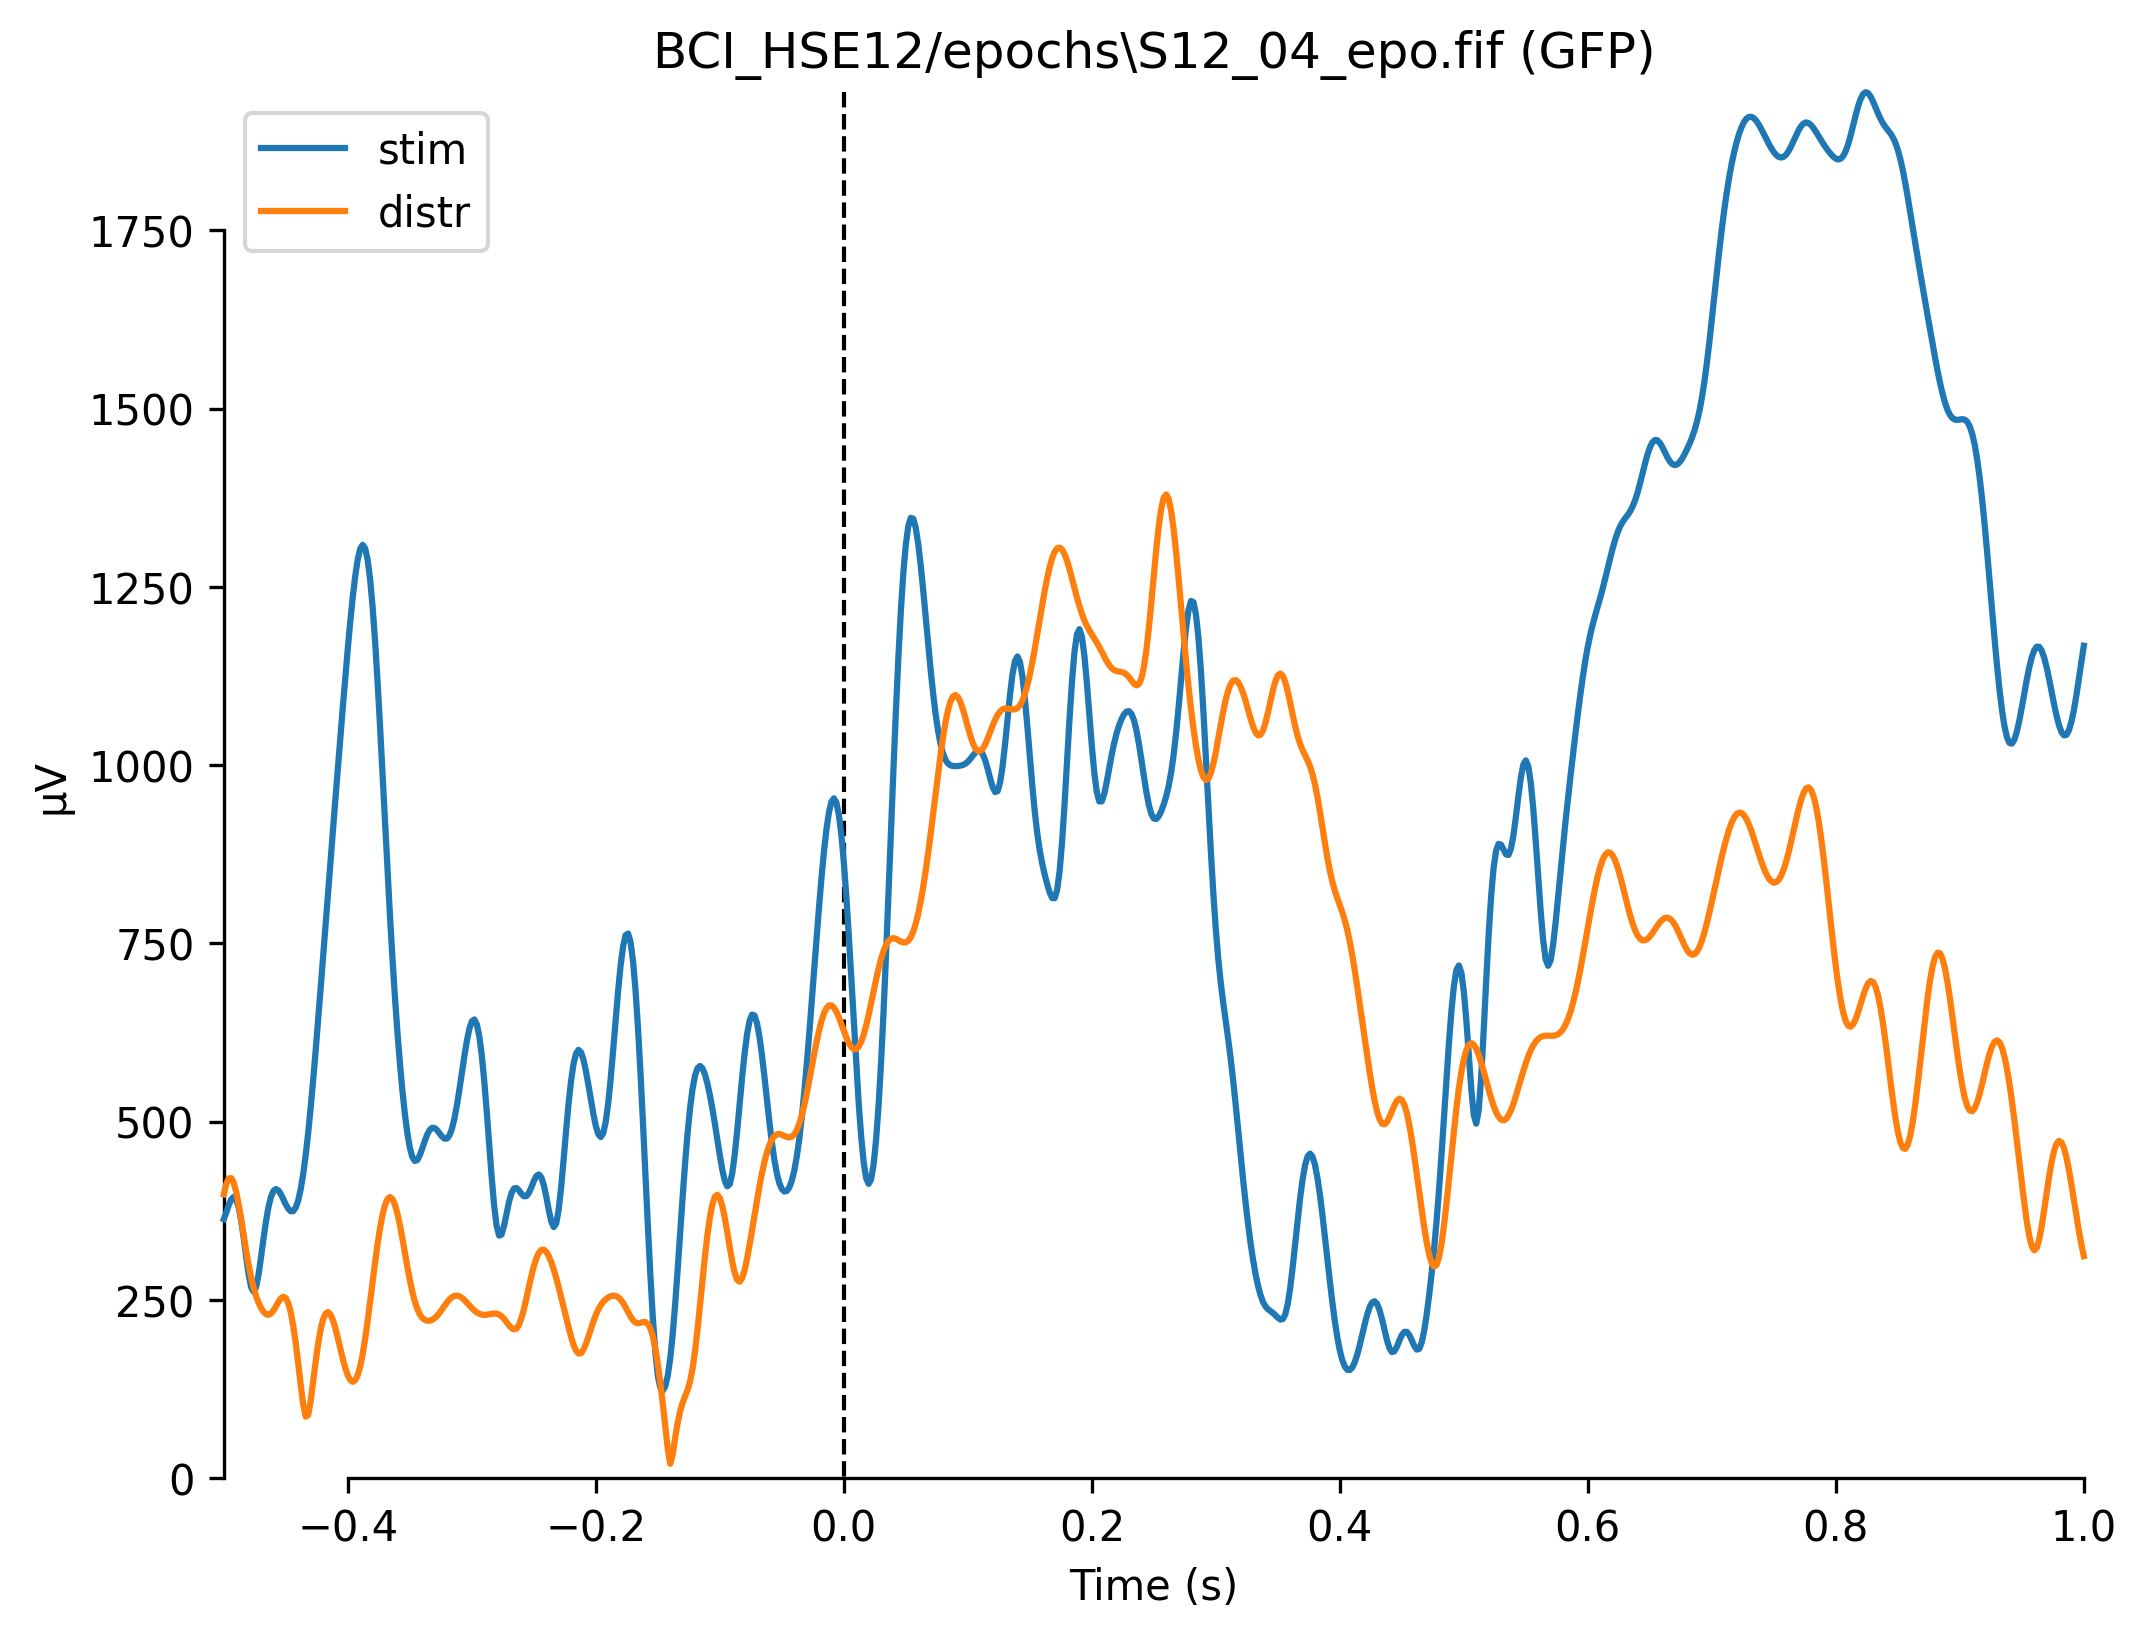 BCI_HSE12/epochs\S12_04_epo.fif (GFP)
stim
distr
1750
1500
1250
1000
750
500
250
0
µV
−0.4 −0.2 0.0 0.2 0.4 0.6 0.8 1.0
Time (s)